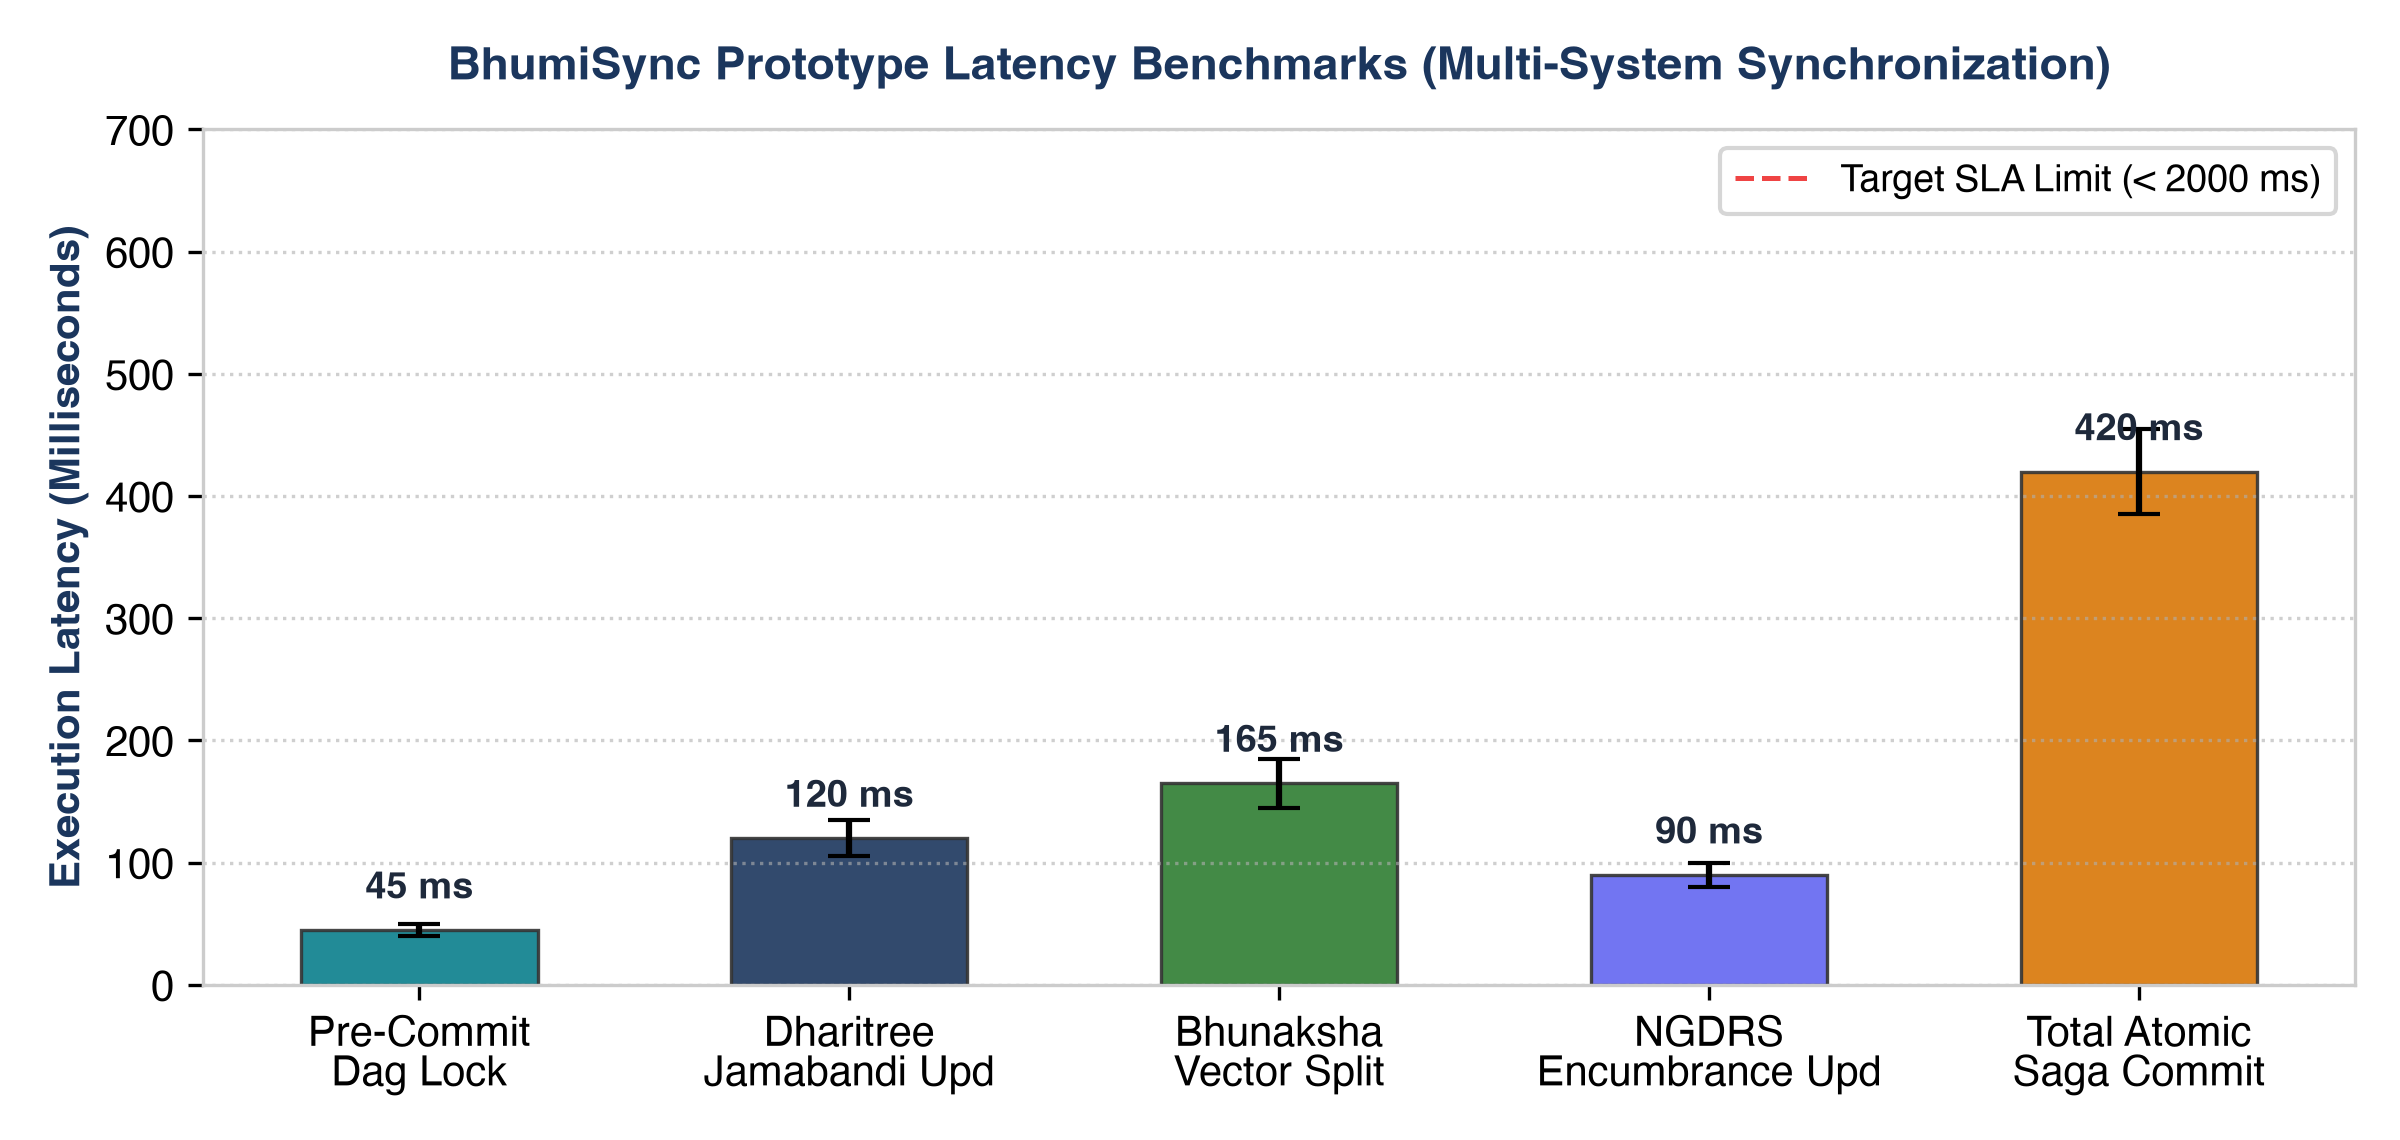 BhumiSync Prototype Latency Benchmarks (Multi-System Synchronization)
Execution Latency (Milliseconds)
700
600
500
400
300
200
100
0
Target SLA Limit (< 2000 ms)
45 ms
120 ms
165 ms
90 ms
420 ms
Pre-Commit
Dag Lock
Dharitree
Jamabandi Upd
Bhunaksha
Vector Split
NGDRS
Encumbrance Upd
Total Atomic
Saga Commit